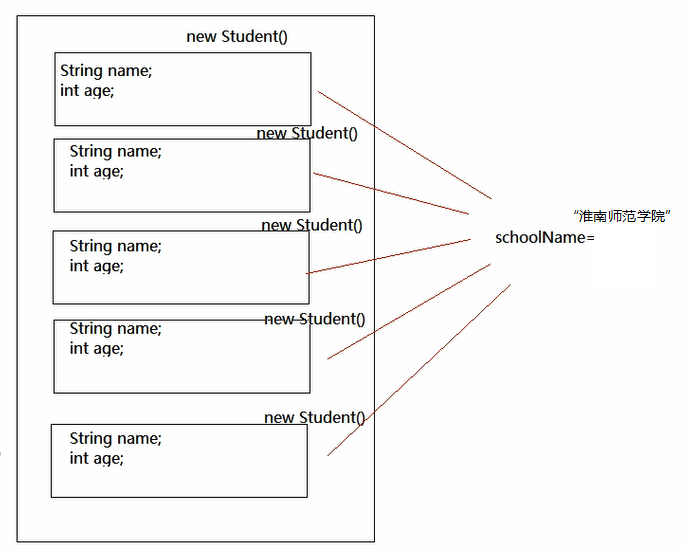 new Student()
String name;
int age;
new Student()
String name;
int age;
new Student()
String name;
int age;
new Student()
String name;
int age;
new Student()
String name;
int age;
“淮南师范学院”
schoolName=